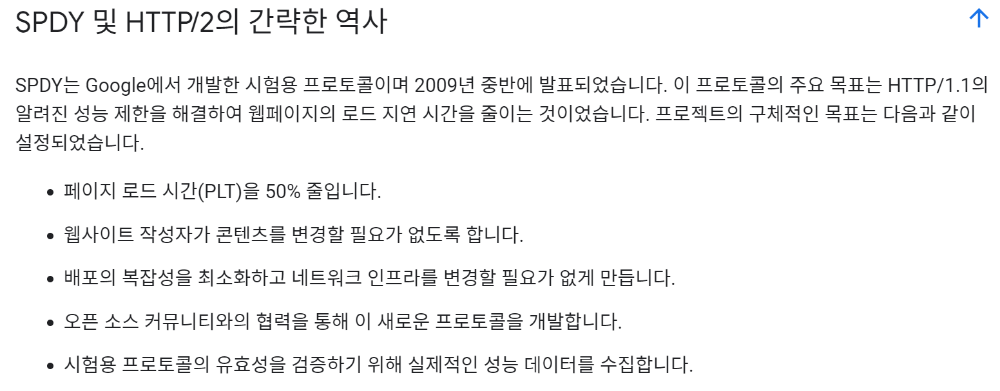 SPDY 및 HTTP/2의 간략한 역사
SPDY는 Google에서 개발한 시험용 프로토콜이며 2009년 중반에 발표되었습니다. 이 프로토콜의 주요 목표는 HTTP/1.1의
알려진 성능 제한을 해결하여 웹페이지의 로드 지연 시간을 줄이는 것이었습니다. 프로젝트의 구체적인 목표는 다음과 같이
설정되었습니다.
• 페이지 로드 시간(PLT)을 50% 줄입니다.
• 웹사이트 작성자가 콘텐츠를 변경할 필요가 없도록 합니다.
• 배포의 복잡성을 최소화하고 네트워크 인프라를 변경할 필요가 없게 만듭니다.
• 오픈 소스 커뮤니티와의 협력을 통해 이 새로운 프로토콜을 개발합니다.
• 시험용 프로토콜의 유효성을 검증하기 위해 실제적인 성능 데이터를 수집합니다.